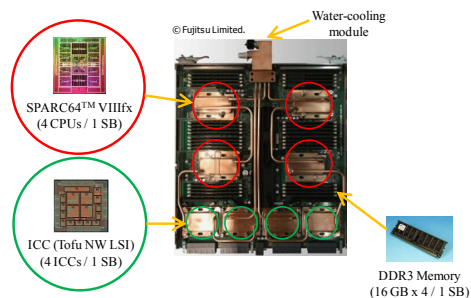 © Fujitsu Limited.
Water-cooling
module
SPARC64™ VIIIfx
(4 CPUs / 1 SB)
ICC (Tofu NW LSI)
(4 ICCs / 1 SB)
DDR3 Memory
(16 GB x 4 / 1 SB)